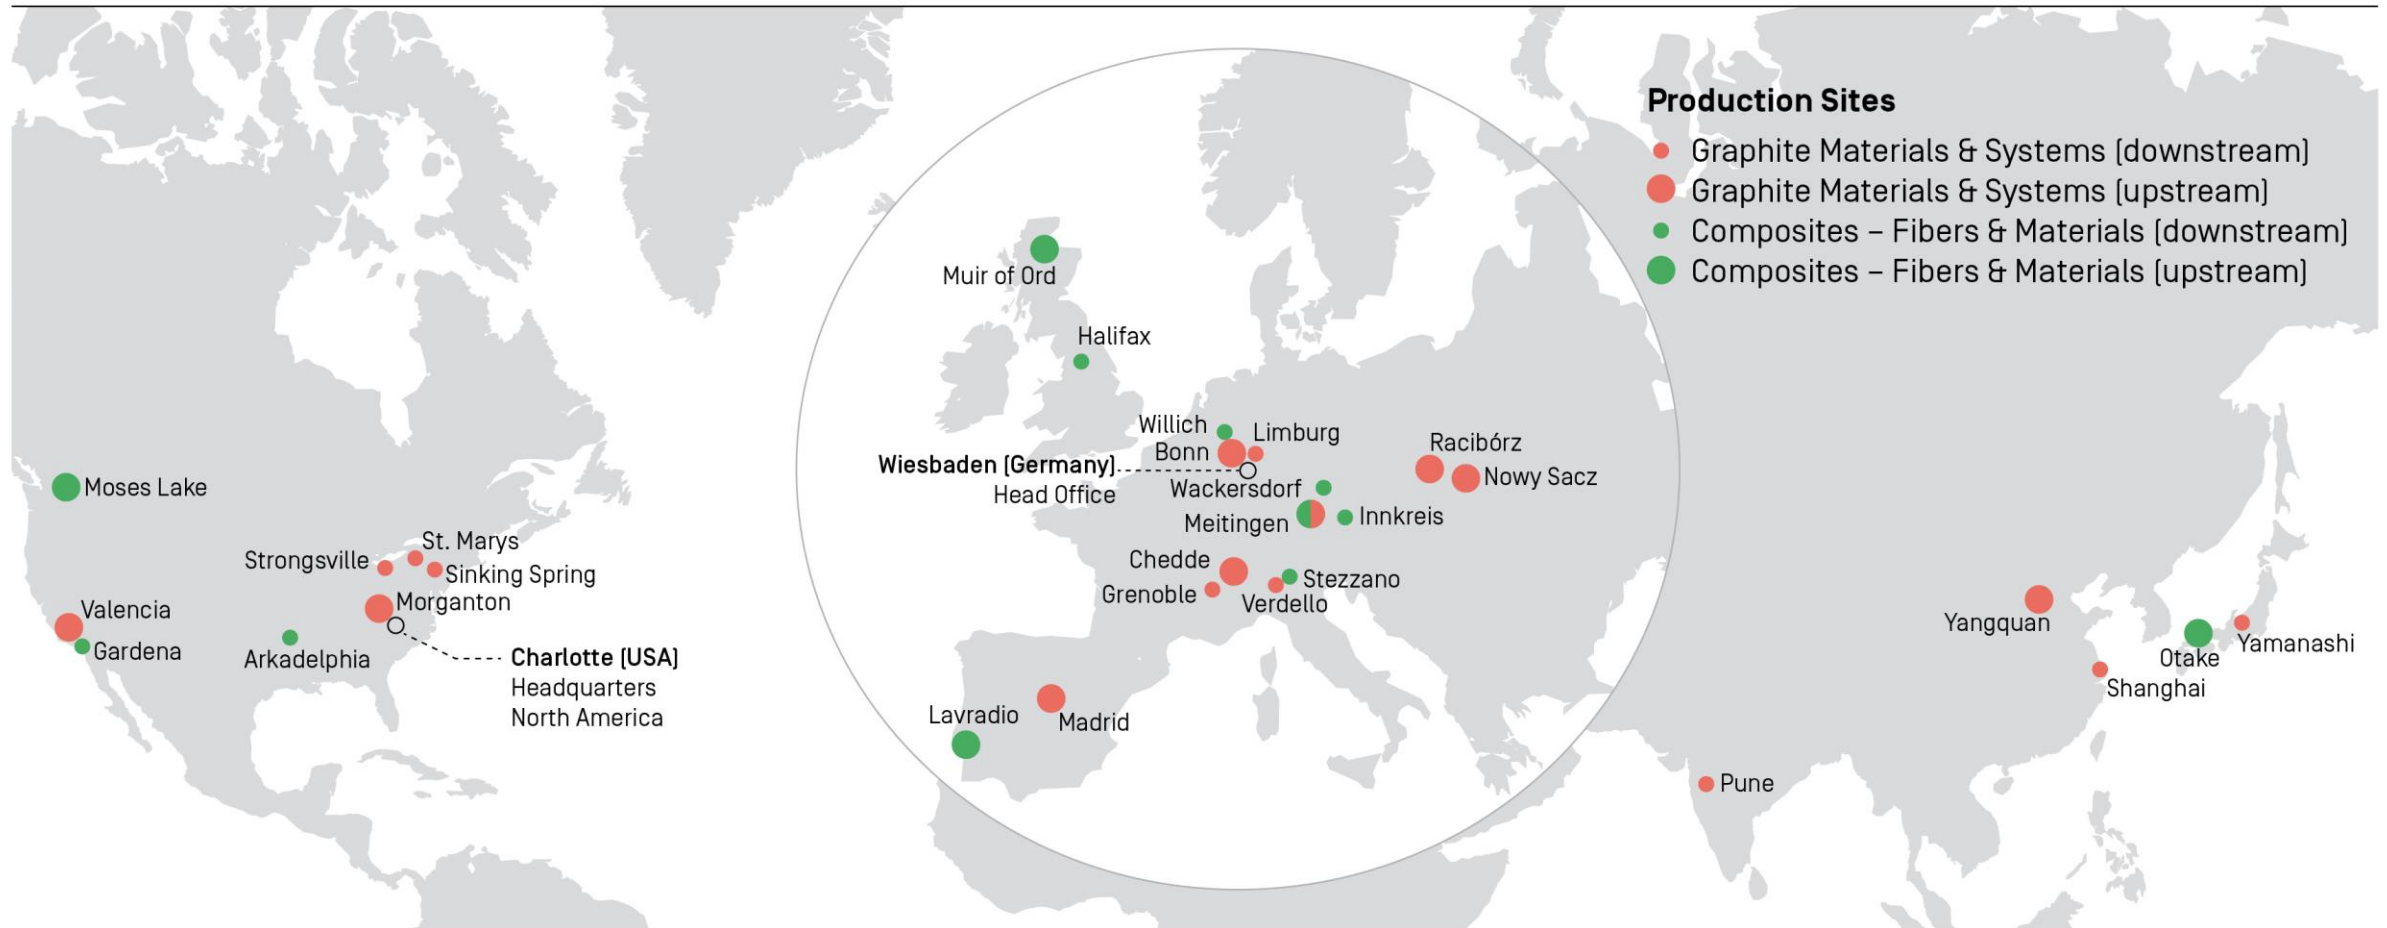 Production Sites
Graphite Materials & Systems (downstream)
Graphite Materials & Systems (upstream)
Composites – Fibers & Materials (downstream)
Composites – Fibers & Materials (upstream)
Moses Lake
Strongsville
St. Marys
Sinking Spring
Morganton
Valencia
Gardena
Arkadelphia
Charlotte (USA)
Headquarters
North America
Muir of Ord
Halifax
Willich
Limburg
Bonn
Wiesbaden (Germany)
Head Office
Wackersdorf
Meitingen
Innkreis
Racibórz
Nowy Sacz
Chedde
Grenoble
Stezzano
Verdello
Lavradio
Madrid
Yangquan
Otake
Yamanashi
Shanghai
Pune